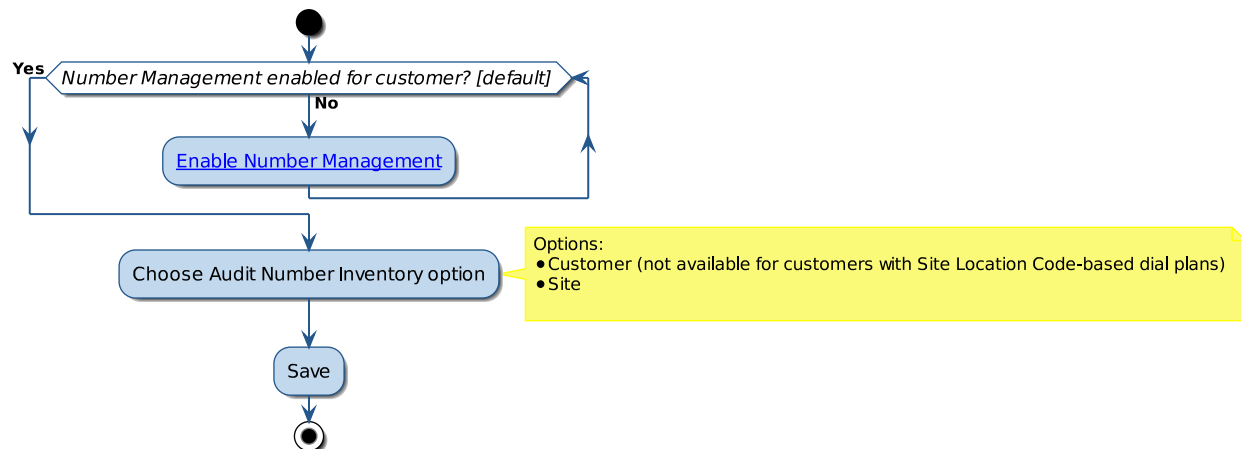 Yes
Number Management enabled for customer? [default]
No
Enable Number Management
Choose Audit Number Inventory option
Options:
•Customer (not available for customers with Site Location Code-based dial plans)
•Site
Save